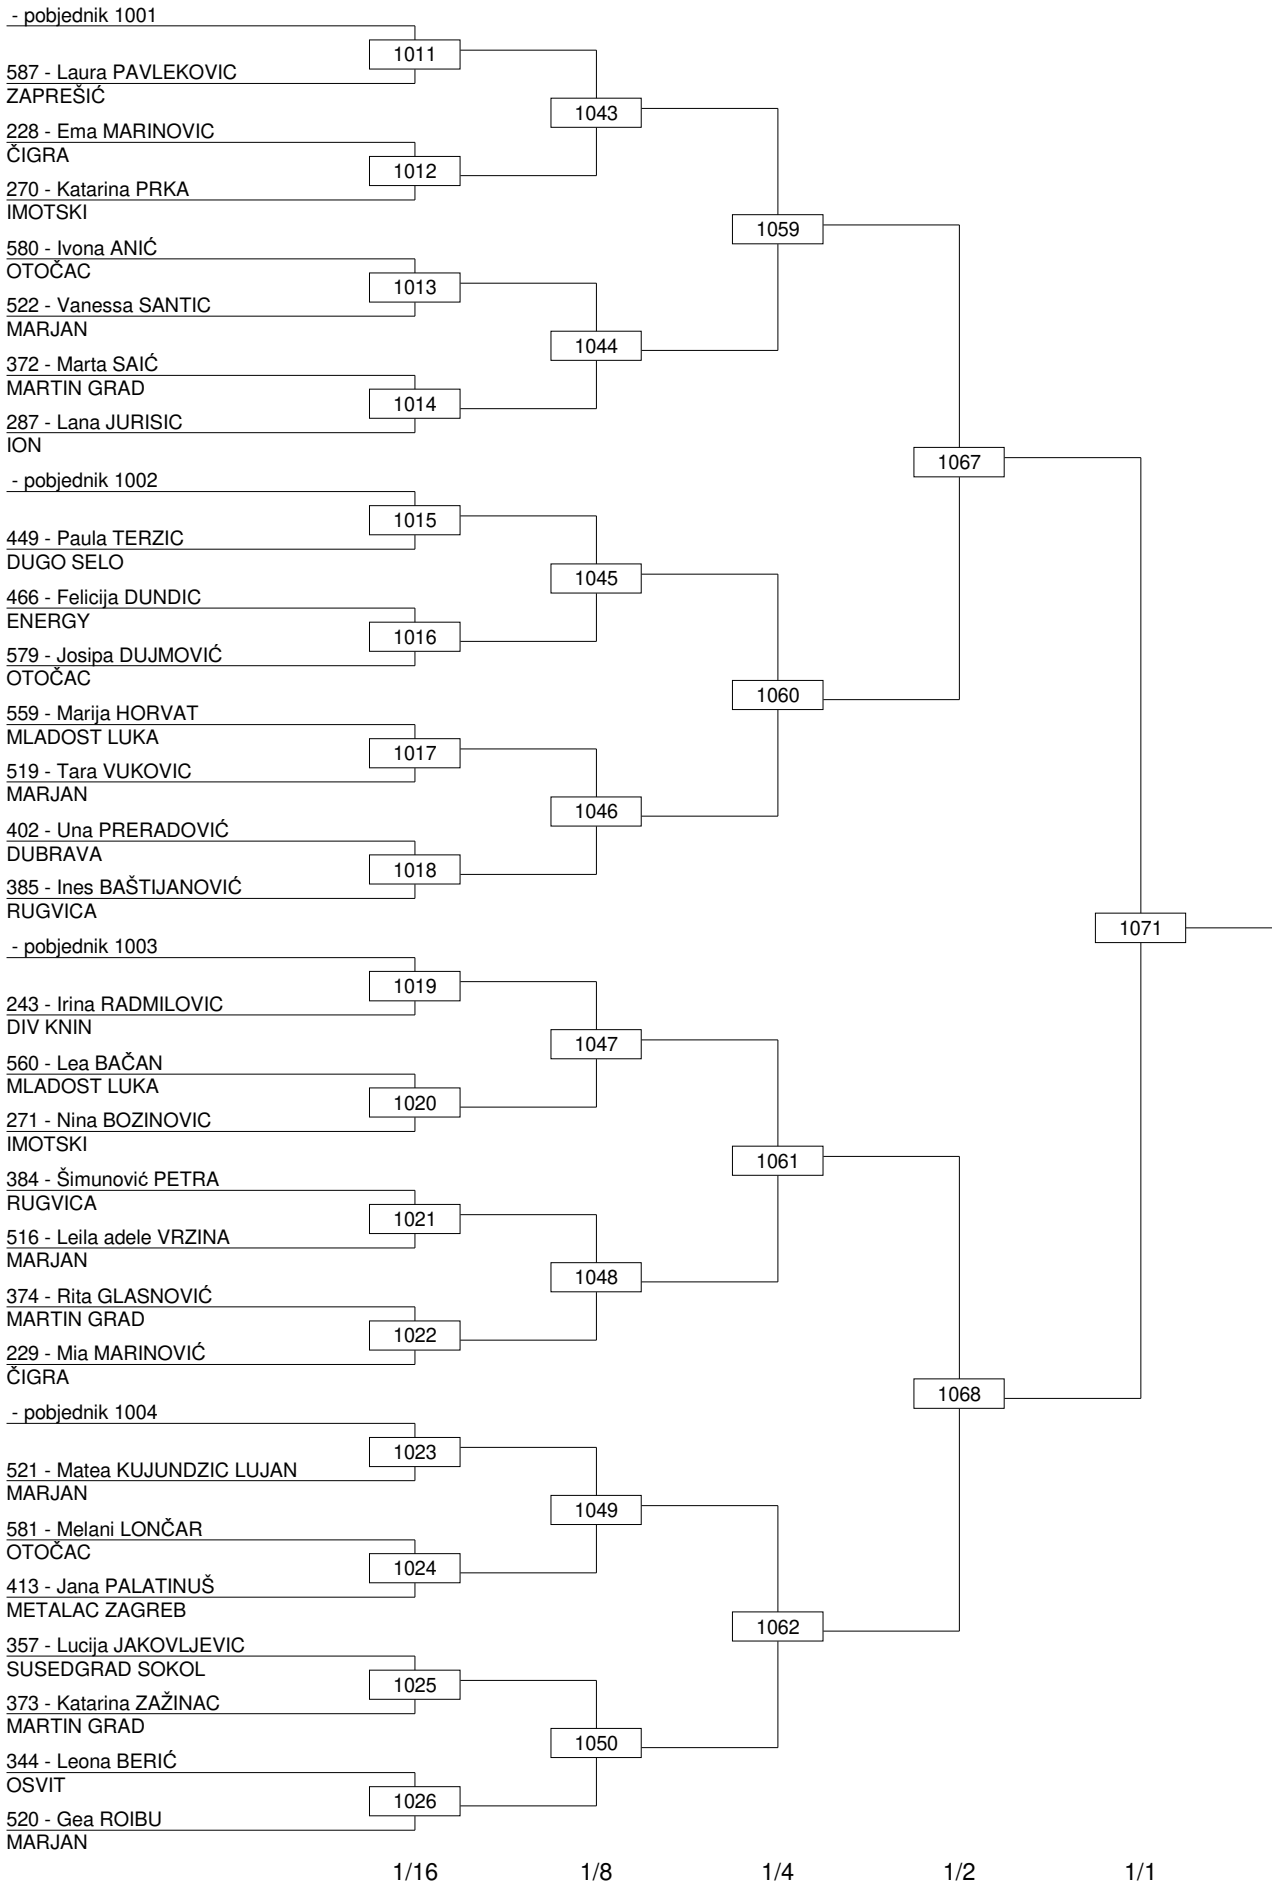 - pobjednik 1001
1011
587 - Laura PAVLEKOVIC
ZAPREŠIĆ
1043
228 - Ema MARINOVIC
ČIGRA
1012
270 - Katarina PRKA
IMOTSKI
1059
580 - Ivona ANIĆ
OTOČAC
1013
522 - Vanessa SANTIC
MARJAN
1044
372 - Marta SAIĆ
MARTIN GRAD
1014
287 - Lana JURISIC
ION
1067
- pobjednik 1002
1015
449 - Paula TERZIC
DUGO SELO
1045
466 - Felicija DUNDIC
ENERGY
1016
579 - Josipa DUJMOVIĆ
OTOČAC
1060
559 - Marija HORVAT
MLADOST LUKA
1017
519 - Tara VUKOVIC
MARJAN
1046
402 - Una PRERADOVIĆ
DUBRAVA
1018
385 - Ines BAŠTIJANOVIĆ
RUGVICA
1071
- pobjednik 1003
1019
243 - Irina RADMILOVIC
DIV KNIN
1047
560 - Lea BAČAN
MLADOST LUKA
1020
271 - Nina BOZINOVIC
IMOTSKI
1061
384 - Šimunović PETRA
RUGVICA
1021
516 - Leila adele VRZINA
MARJAN
1048
374 - Rita GLASNOVIĆ
MARTIN GRAD
1022
229 - Mia MARINOVIĆ
ČIGRA
1068
- pobjednik 1004
1023
521 - Matea KUJUNDZIC LUJAN
MARJAN
1049
581 - Melani LONČAR
OTOČAC
1024
413 - Jana PALATINUŠ
METALAC ZAGREB
1062
357 - Lucija JAKOVLJEVIC
SUSEDGRAD SOKOL
1025
373 - Katarina ZAŽINAC
MARTIN GRAD
1050
344 - Leona BERIĆ
OSVIT
1026
520 - Gea ROIBU
MARJAN
1/16 1/8 1/4 1/2 1/1